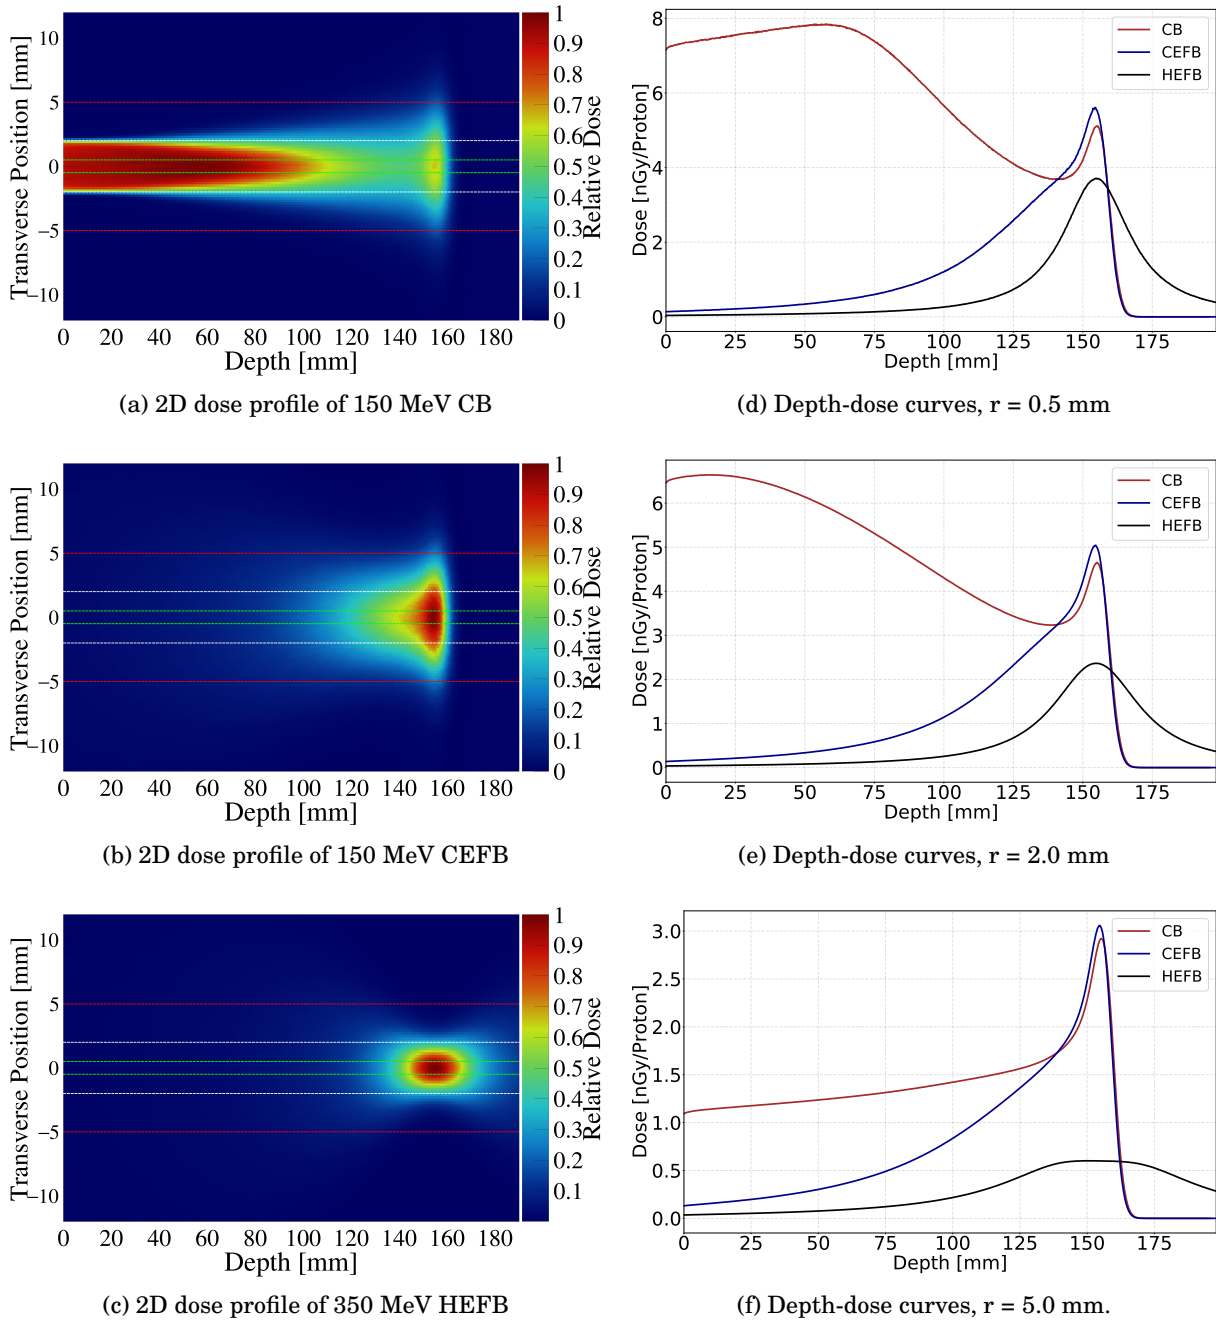 10
5
0
−5
−10
Transverse Position [mm]
0 20 40 60 80 100 120 140 160 180
Depth [mm]
1
0.9
0.8
0.7
0.6
0.5
0.4
0.3
0.2
0.1
0
Relative Dose
(a) 2D dose profile of 150 MeV CB
8
6
4
2
0
Dose [nGy/Proton]
CB
CEFB
HEFB
0 25 50 75 100 125 150 175
Depth [mm]
(d) Depth-dose curves, r = 0.5 mm
10
5
0
−5
−10
Transverse Position [mm]
0 20 40 60 80 100 120 140 160 180
Depth [mm]
1
0.9
0.8
0.7
0.6
0.5
0.4
0.3
0.2
0.1
0
Relative Dose
(b) 2D dose profile of 150 MeV CEFB
6
5
4
3
2
1
0
Dose [nGy/Proton]
CB
CEFB
HEFB
0 25 50 75 100 125 150 175
Depth [mm]
(e) Depth-dose curves, r = 2.0 mm
10
5
0
−5
−10
Transverse Position [mm]
0 20 40 60 80 100 120 140 160 180
Depth [mm]
1
0.9
0.8
0.7
0.6
0.5
0.4
0.3
0.2
0.1
Relative Dose
(c) 2D dose profile of 350 MeV HEFB
3.0
2.5
2.0
1.5
1.0
0.5
0.0
Dose [nGy/Proton]
CB
CEFB
HEFB
0 25 50 75 100 125 150 175
Depth [mm]
(f) Depth-dose curves, r = 5.0 mm.